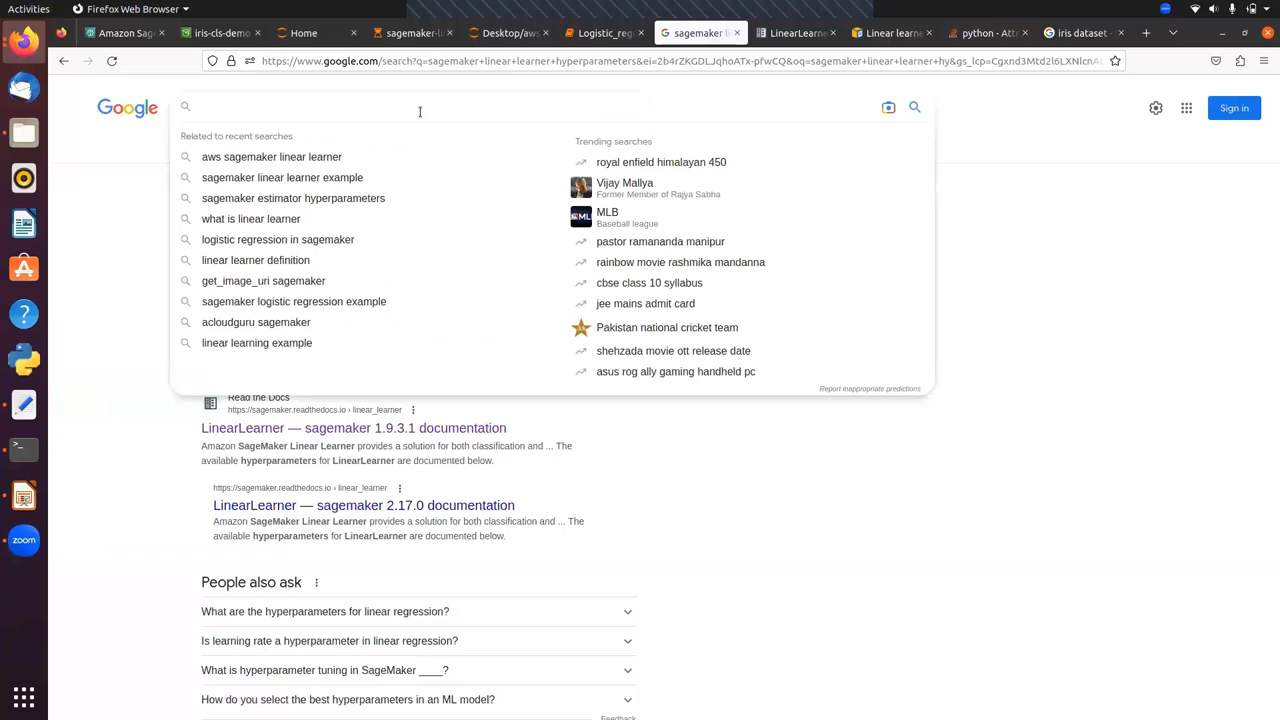 Activities
Firefox Web Browser
Amazon Sag
iris-cls-demo
Home
sagemaker-li
Desktop/aws
Logistic_reg
sagemaker li
LinearLearne
Linear learne
python - Attr
iris dataset -
https://www.google.com/search?q=sagemaker+linear+learner+hyperparameters&ei=2b4rZKGDLJqhoATx-pfwCQ&oq=sagemaker+linear+learner+hy&gs_lcp=Cgxnd3Mtd2l6LXNlcnAQ
Google
Sign in
Related to recent searches
aws sagemaker linear learner
sagemaker linear learner example
sagemaker estimator hyperparameters
what is linear learner
logistic regression in sagemaker
linear learner definition
get_image_uri sagemaker
sagemaker logistic regression example
acloudguru sagemaker
linear learning example
Trending searches
royal enfield himalayan 450
Vijay Mallya
Former Member of Rajya Sabha
MLB
Baseball league
pastor ramananda manipur
rainbow movie rashmika mandanna
cbse class 10 syllabus
jee mains admit card
Pakistan national cricket team
shehzada movie ott release date
asus rog ally gaming handheld pc
Report inappropriate predictions
Read the Docs
https://sagemaker.readthedocs.io › linear_learner
LinearLearner — sagemaker 1.9.3.1 documentation
Amazon SageMaker Linear Learner provides a solution for both classification and ... The
available hyperparameters for LinearLearner are documented below.
https://sagemaker.readthedocs.io › linear_learner
LinearLearner — sagemaker 2.17.0 documentation
Amazon SageMaker Linear Learner provides a solution for both classification and ... The
available hyperparameters for LinearLearner are documented below.
People also ask
What are the hyperparameters for linear regression?
Is learning rate a hyperparameter in linear regression?
What is hyperparameter tuning in SageMaker ____?
How do you select the best hyperparameters in an ML model?
Feedback
zoom